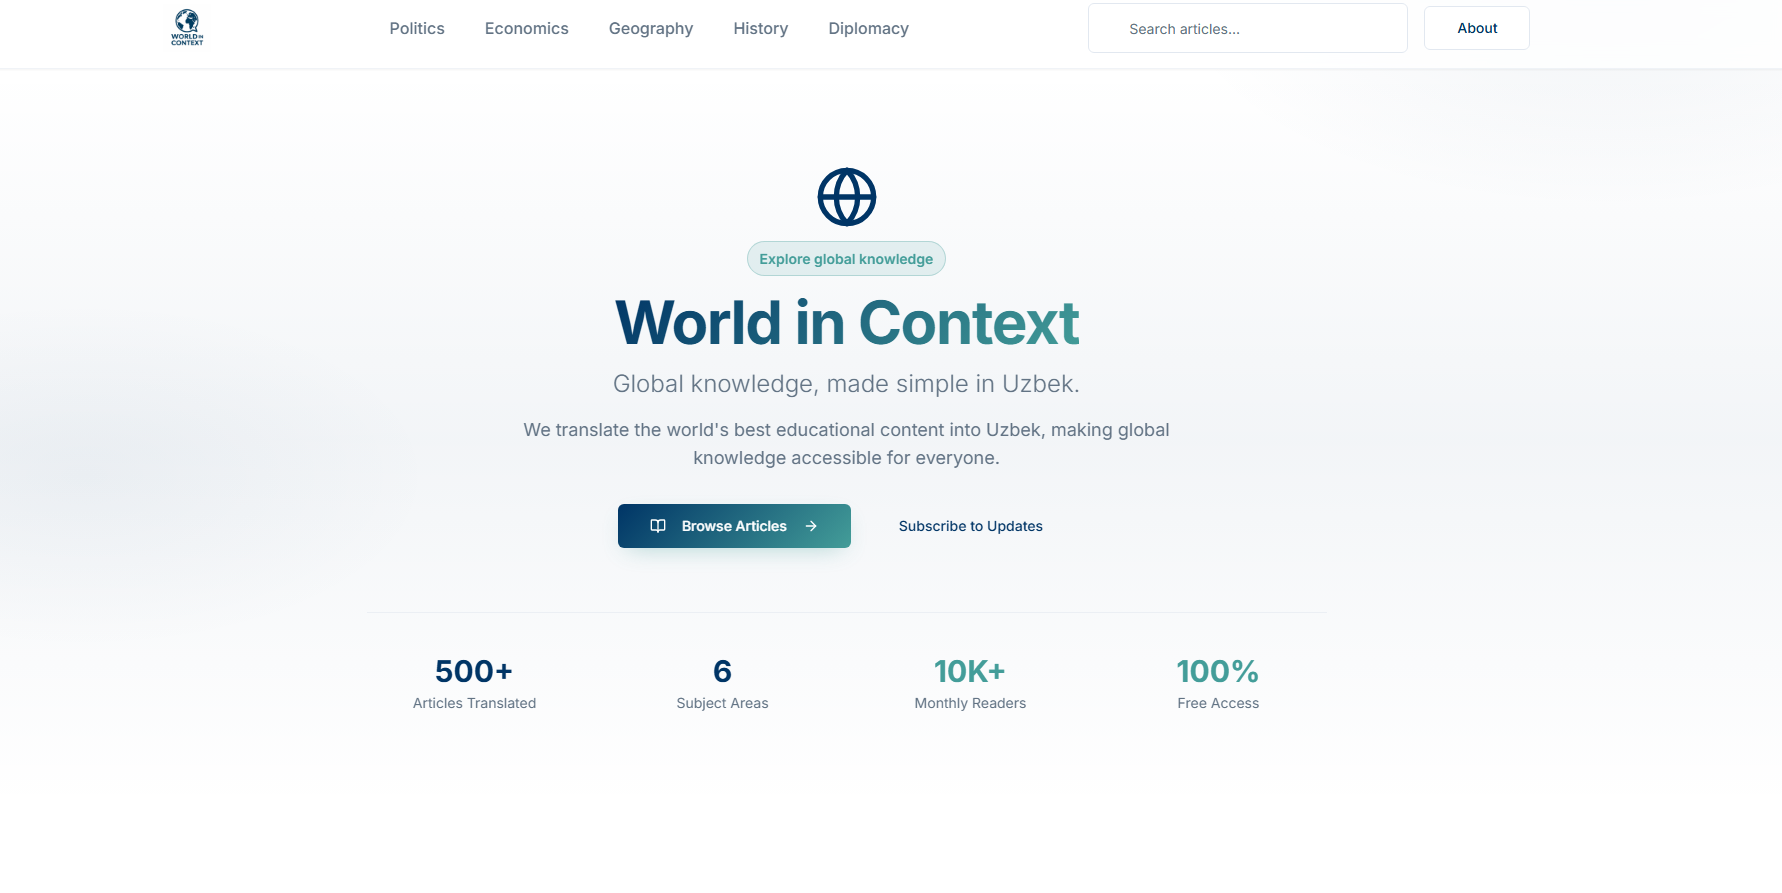 WORLD IN
CONTEXT
Politics
Economics
Geography
History
Diplomacy
Search articles...
About
Explore global knowledge
World in Context
Global knowledge, made simple in Uzbek.
We translate the world's best educational content into Uzbek, making global
knowledge accessible for everyone.
Browse Articles
Subscribe to Updates
500+
Articles Translated
6
Subject Areas
10K+
Monthly Readers
100%
Free Access